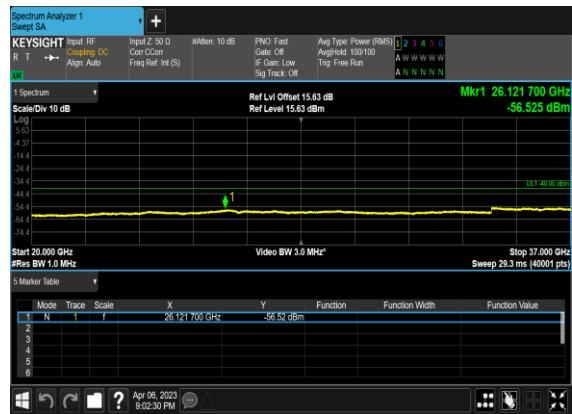 Spectrum Analyzer 1
Swept SA
+
KEYSIGHT Input: RF Input Z: 50 Ω #Atten: 10 dB PNO: Fast Avg Type: Power (RMS) 1 2 3 4 5 6
R T Coupling: DC Corr CCorr Gate: Off Avg|Hold: 100/100 A W W W W W
Align: Auto Freq Ref: Int (S) IF Gain: Low Trig: Free Run
Sig Track: Off A N N N N N
1 Spectrum Ref Lvl Offset 15.63 dB Mkr1 26.121 700 GHz
Scale/Div 10 dB Ref Level 15.63 dBm -56.525 dBm
Log
5.63
-4.37
-14.4
-24.4
-34.4 DL1 -40.00 dBm
-44.4
1
-54.4
-64.4
-74.4
Start 20.000 GHz Video BW 3.0 MHz* Stop 37.000 GHz
#Res BW 1.0 MHz Sweep 29.3 ms (40001 pts)
5 Marker Table
Mode Trace Scale X Y Function Function Width Function Value
1 N 1 f 26.121 700 GHz -56.52 dBm
2
3
4
5
6
? Apr 06, 2023
9:02:30 PM